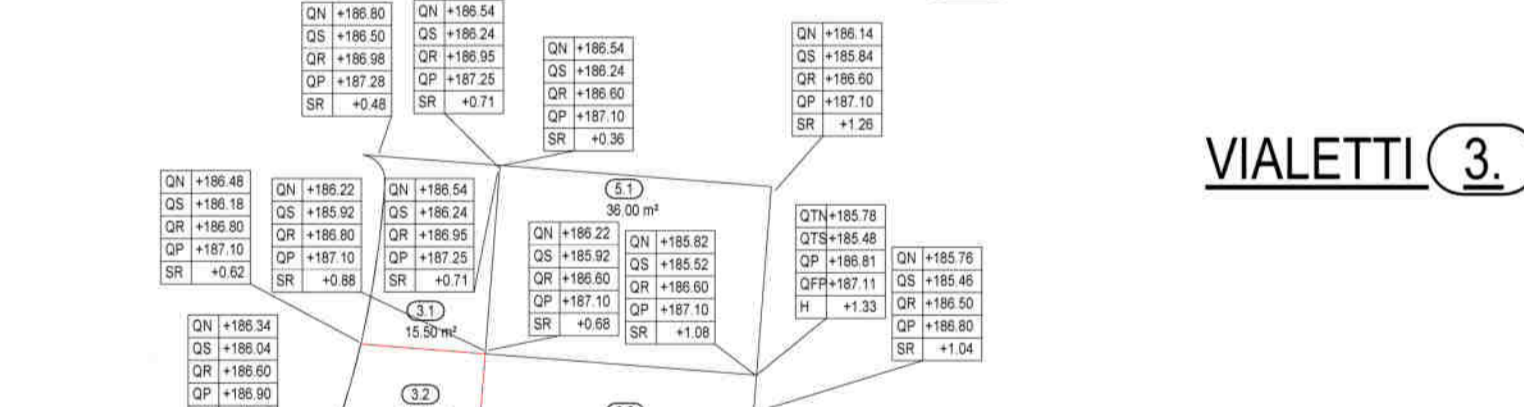 QN +186.80
QS +186.50
QR +186.98
QP +187.28
SR +0.48
QN +186.54
QS +186.24
QR +186.95
QP +187.25
SR +0.71
QN +186.54
QS +186.24
QR +186.60
QP +187.10
SR +0.36
QN +186.14
QS +185.84
QR +186.60
QP +187.10
SR +1.26
VIALETTI 3.
QN +186.48
QS +186.18
QR +186.80
QP +187.10
SR +0.62
QN +186.22
QS +185.92
QR +186.80
QP +187.10
SR +0.88
QN +186.54
QS +186.24
QR +186.95
QP +187.25
SR +0.71
5.1
36.00 m²
QN +186.22
QS +185.92
QR +186.60
QP +187.10
SR +0.68
QN +185.82
QS +185.52
QR +186.60
QP +187.10
SR +1.08
QTN +185.78
QTS +185.48
QP +186.81
QFP +187.11
H +1.33
QN +185.76
QS +185.46
QR +186.50
QP +186.80
SR +1.04
3.1
15.50 m²
QN +186.34
QS +186.04
QR +186.60
QP +186.90
3.2